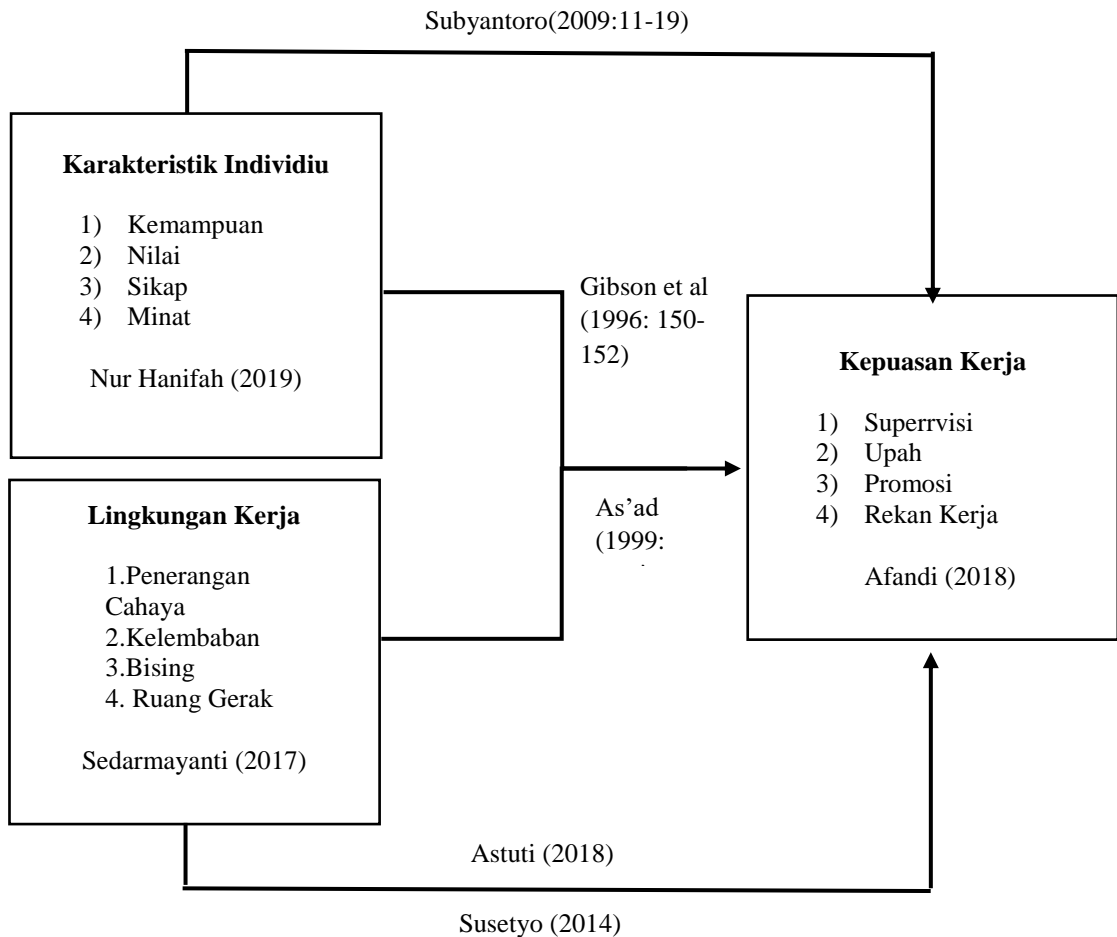 Subyantoro(2009:11-19)
Karakteristik Individiu
1) Kemampuan
2) Nilai
3) Sikap
4) Minat
Nur Hanifah (2019)
Gibson et al
(1996: 150-
152)
Kepuasan Kerja
1) Superrvisi
2) Upah
3) Promosi
4) Rekan Kerja
Afandi (2018)
As’ad
(1999:
Lingkungan Kerja
1.Penerangan
Cahaya
2.Kelembaban
3.Bising
4. Ruang Gerak
Sedarmayanti (2017)
Astuti (2018)
Susetyo (2014)